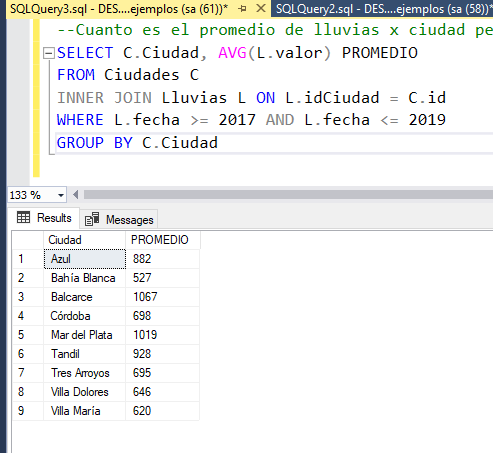 SQLQuery3.sql - DES....ejemplos (sa (61))* SQLQuery2.sql - DES....ejemplos (sa (58))*
--Cuanto es el promedio de lluvias x ciudad pe
SELECT C.Ciudad, AVG(L.valor) PROMEDIO
FROM Ciudades C
INNER JOIN Lluvias L ON L.idCiudad = C.id
WHERE L.fecha >= 2017 AND L.fecha <= 2019
GROUP BY C.Ciudad
133 %
Results Messages
Ciudad PROMEDIO
1 Azul 882
2 Bahía Blanca 527
3 Balcarce 1067
4 Córdoba 698
5 Mar del Plata 1019
6 Tandil 928
7 Tres Arroyos 695
8 Villa Dolores 646
9 Villa María 620